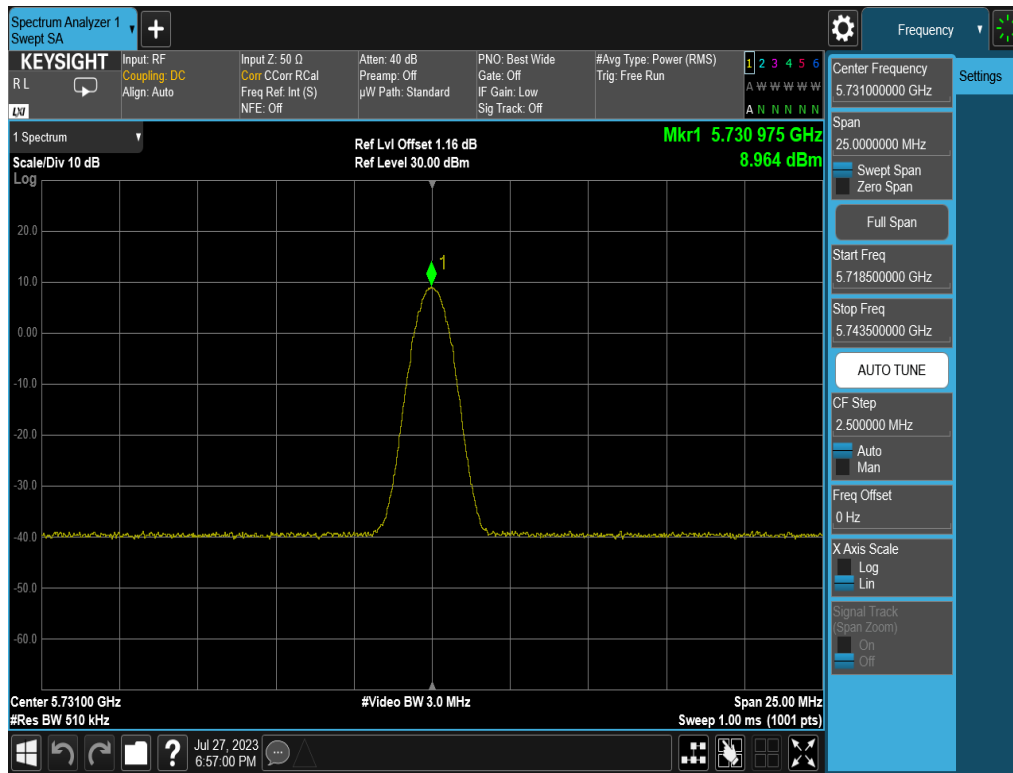 Spectrum Analyzer 1
Swept SA
Frequency
KEYSIGHT
R L
LXI
Input: RF
Coupling: DC
Align: Auto
Input Z: 50 Ω
Corr CCorr RCal
Freq Ref: Int (S)
NFE: Off
Atten: 40 dB
Preamp: Off
µW Path: Standard
PNO: Best Wide
Gate: Off
IF Gain: Low
Sig Track: Off
#Avg Type: Power (RMS)
Trig: Free Run
1 2 3 4 5 6
A W W W W W
A N N N N N
1 Spectrum
Scale/Div 10 dB
Ref Lvl Offset 1.16 dB
Ref Level 30.00 dBm
Mkr1 5.730 975 GHz
8.964 dBm
Log
20.0
10.0
0.00
-10.0
-20.0
-30.0
-40.0
-50.0
-60.0
1
Center 5.73100 GHz
#Res BW 510 kHz
#Video BW 3.0 MHz
Span 25.00 MHz
Sweep 1.00 ms (1001 pts)
Center Frequency
5.731000000 GHz
Settings
Span
25.0000000 MHz
Swept Span
Zero Span
Full Span
Start Freq
5.718500000 GHz
Stop Freq
5.743500000 GHz
AUTO TUNE
CF Step
2.500000 MHz
Auto
Man
Freq Offset
0 Hz
X Axis Scale
Log
Lin
Signal Track
(Span Zoom)
On
Off
?
Jul 27, 2023
6:57:00 PM